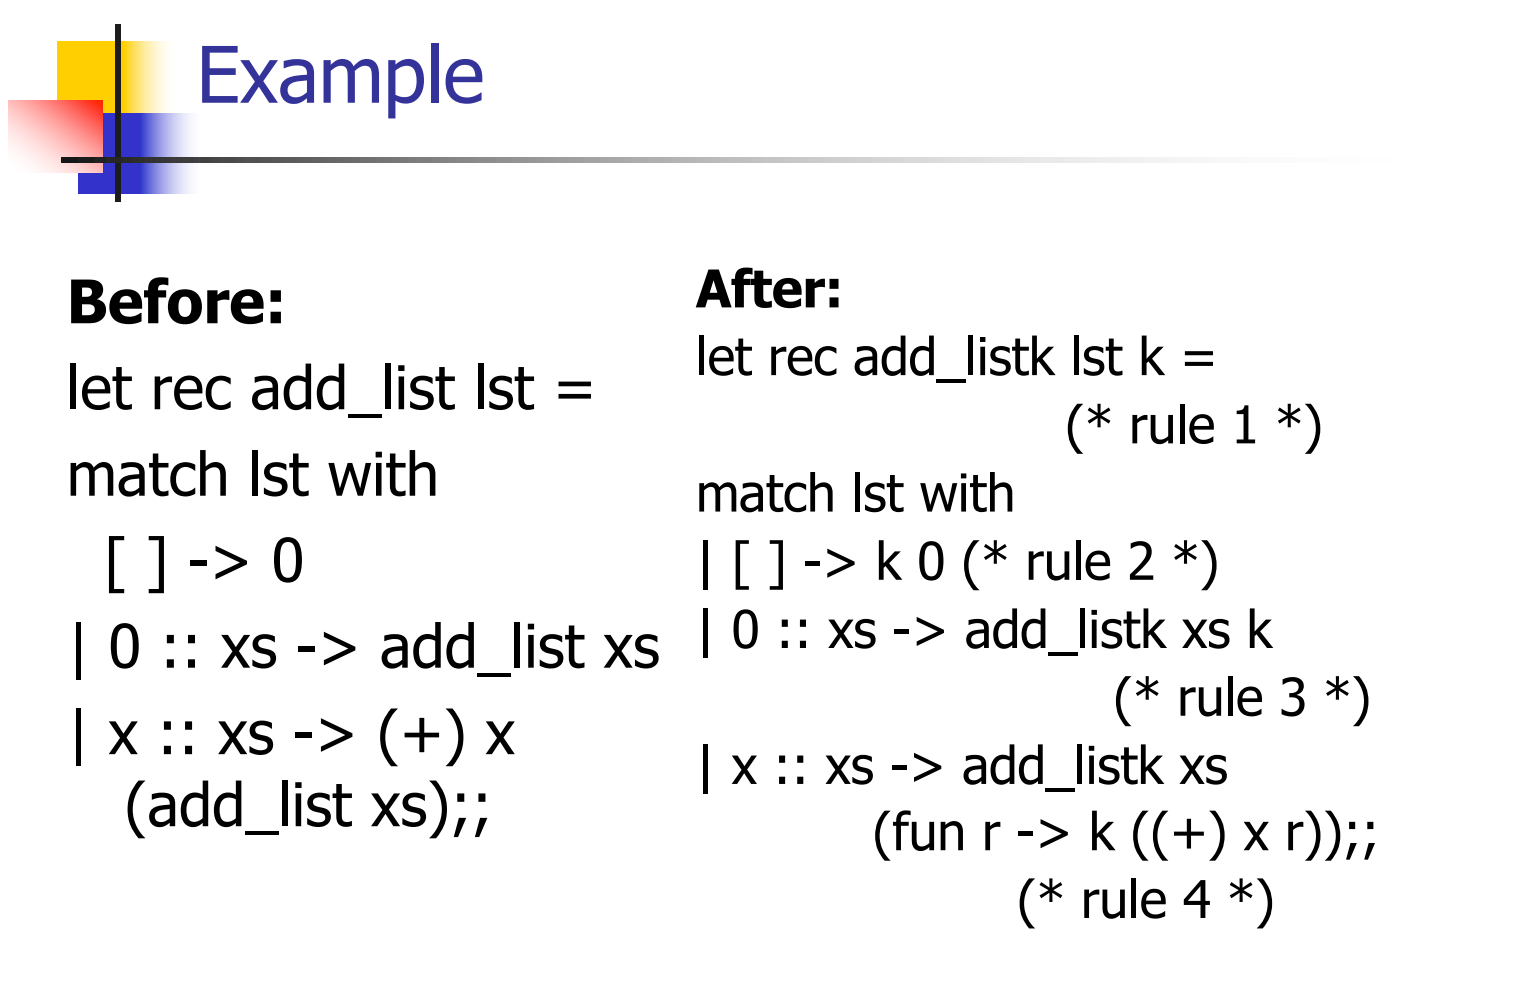 Example
Before:
let rec add_list lst =
match lst with
[ ] -> 0
| 0 :: xs -> add_list xs
| x :: xs -> (+) x
(add_list xs);;
After:
let rec add_listk lst k =
(* rule 1 *)
match lst with
| [ ] -> k 0 (* rule 2 *)
| 0 :: xs -> add_listk xs k
(* rule 3 *)
| x :: xs -> add_listk xs
(fun r -> k ((+) x r));;
(* rule 4 *)